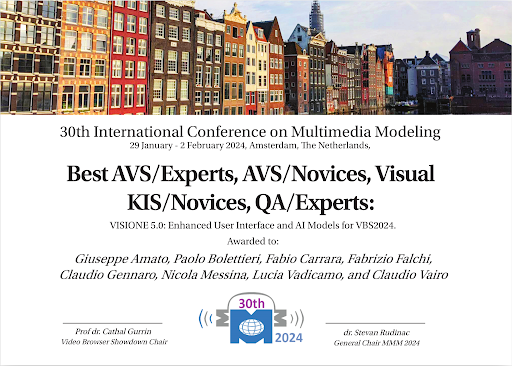 30th International Conference on Multimedia Modeling
29 January - 2 February 2024, Amsterdam, The Netherlands,
Best AVS/Experts, AVS/Novices, Visual
KIS/Novices, QA/Experts:
VISIONE 5.0: Enhanced User Interface and AI Models for VBS2024.
Awarded to:
Giuseppe Amato, Paolo Bolettieri, Fabio Carrara, Fabrizio Falchi,
Claudio Gennaro, Nicola Messina, Lucia Vadicamo, and Claudio Vairo
30th
MMM
2024
Prof dr. Cathal Gurrin
Video Browser Showdown Chair
dr. Stevan Rudinac
General Chair MMM 2024